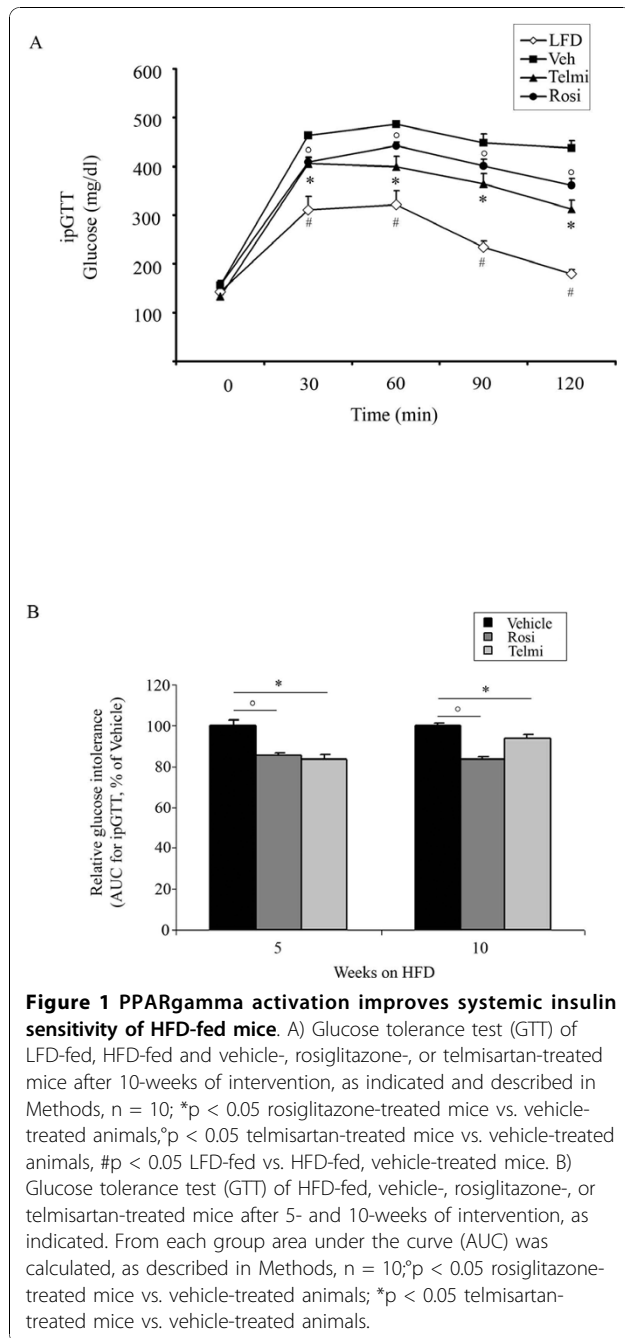 A
LFD
Veh
Telmi
Rosi
600
500
400
300
200
100
ipGTT
Glucose (mg/dl)
° ° ° °
* * * *
# # # #
0 30 60 90 120
Time (min)
B
Vehicle
Rosi
Telmi
120
100
80
60
40
20
0
Relative glucose intolerance
(AUC for ipGTT, % of Vehicle)
* *
° °
5 10
Weeks on HFD
Figure 1 PPARgamma activation improves systemic insulin
sensitivity of HFD-fed mice. A) Glucose tolerance test (GTT) of
LFD-fed, HFD-fed and vehicle-, rosiglitazone-, or telmisartan-treated
mice after 10-weeks of intervention, as indicated and described in
Methods, n = 10; *p < 0.05 rosiglitazone-treated mice vs. vehicle-
treated animals,°p < 0.05 telmisartan-treated mice vs. vehicle-treated
animals, #p < 0.05 LFD-fed vs. HFD-fed, vehicle-treated mice. B)
Glucose tolerance test (GTT) of HFD-fed, vehicle-, rosiglitazone-, or
telmisartan-treated mice after 5- and 10-weeks of intervention, as
indicated. From each group area under the curve (AUC) was
calculated, as described in Methods, n = 10;°p < 0.05 rosiglitazone-
treated mice vs. vehicle-treated animals; *p < 0.05 telmisartan-
treated mice vs. vehicle-treated animals.